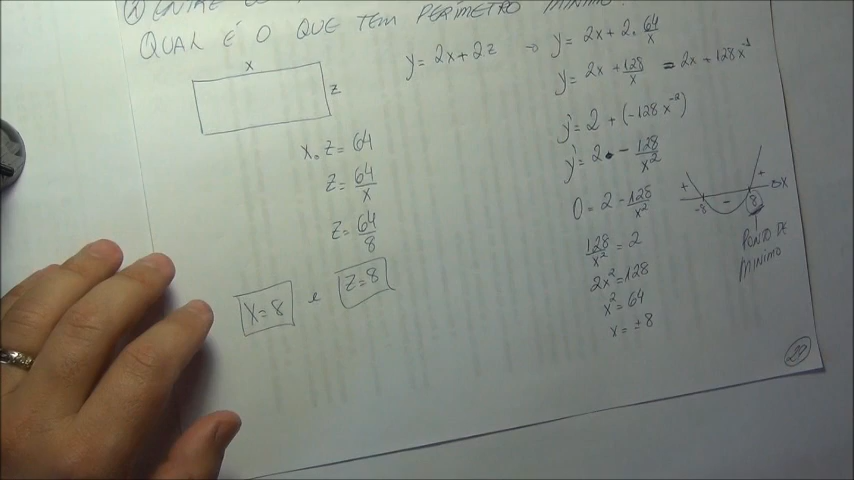 ENTRE
QUAL É O QUE TEM PERÍMETRO MÍNIMO?
x
z
x.z = 64
z = 64/x
z = 64/8
x = 8 e z = 8
y = 2x + 2z → y = 2x + 2.64/x
y = 2x + 128/x = 2x + 128x⁻¹
y' = 2 + (-128x⁻²)
y' = 2 - 128/x²
0 = 2 - 128/x²
128/x² = 2
2x² = 128
x² = 64
x = ±8
+ - +
-8 8 x
PONTO DE
MÍNIMO